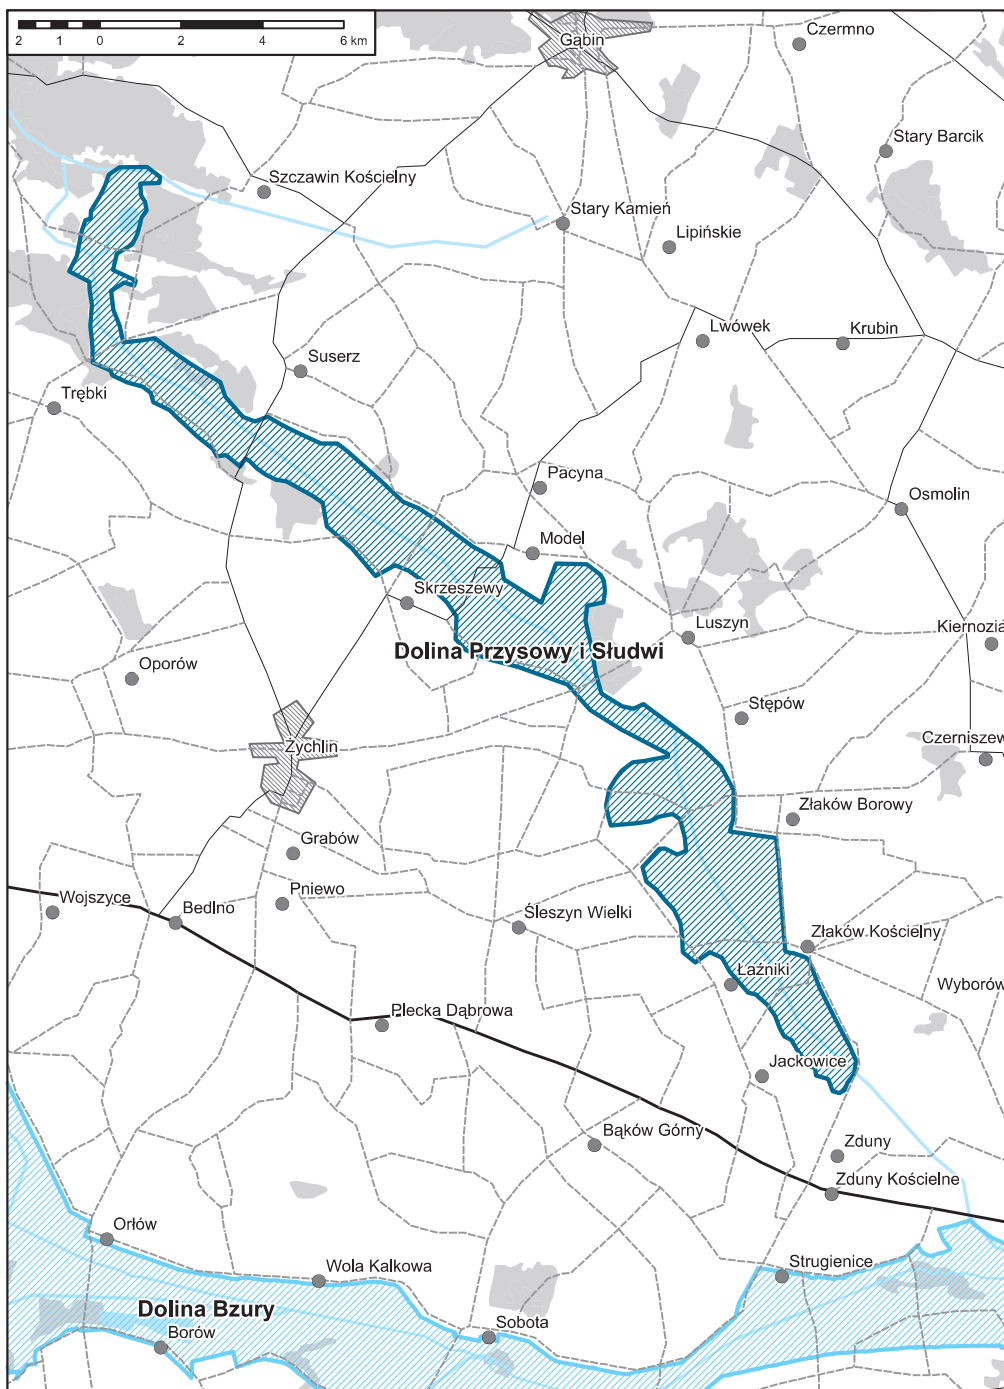 2 1 0 2 4 6 km
Gąbin
Czermno
Stary Barcik
Szczawin Kościelny
Stary Kamień
Lipińskie
Lwówek
Krubin
Suserz
Trębki
Pacyna
Osmolin
Model
Skrzeszewy
Luszyn
Kiernozia
Dolina Przysowy i Słudwi
Oporów
Stępów
Żychlin
Czerniszew
Złaków Borowy
Grabów
Pniewo
Wojszyce
Bedlno
Śleszyn Wielki
Złaków Kościelny
Łaźniki
Wyborów
Plecka Dąbrowa
Jackowice
Bąków Górny
Zduny
Zduny Kościelne
Orłów
Strugienice
Wola Kalkowa
Dolina Bzury
Sobota
Borów